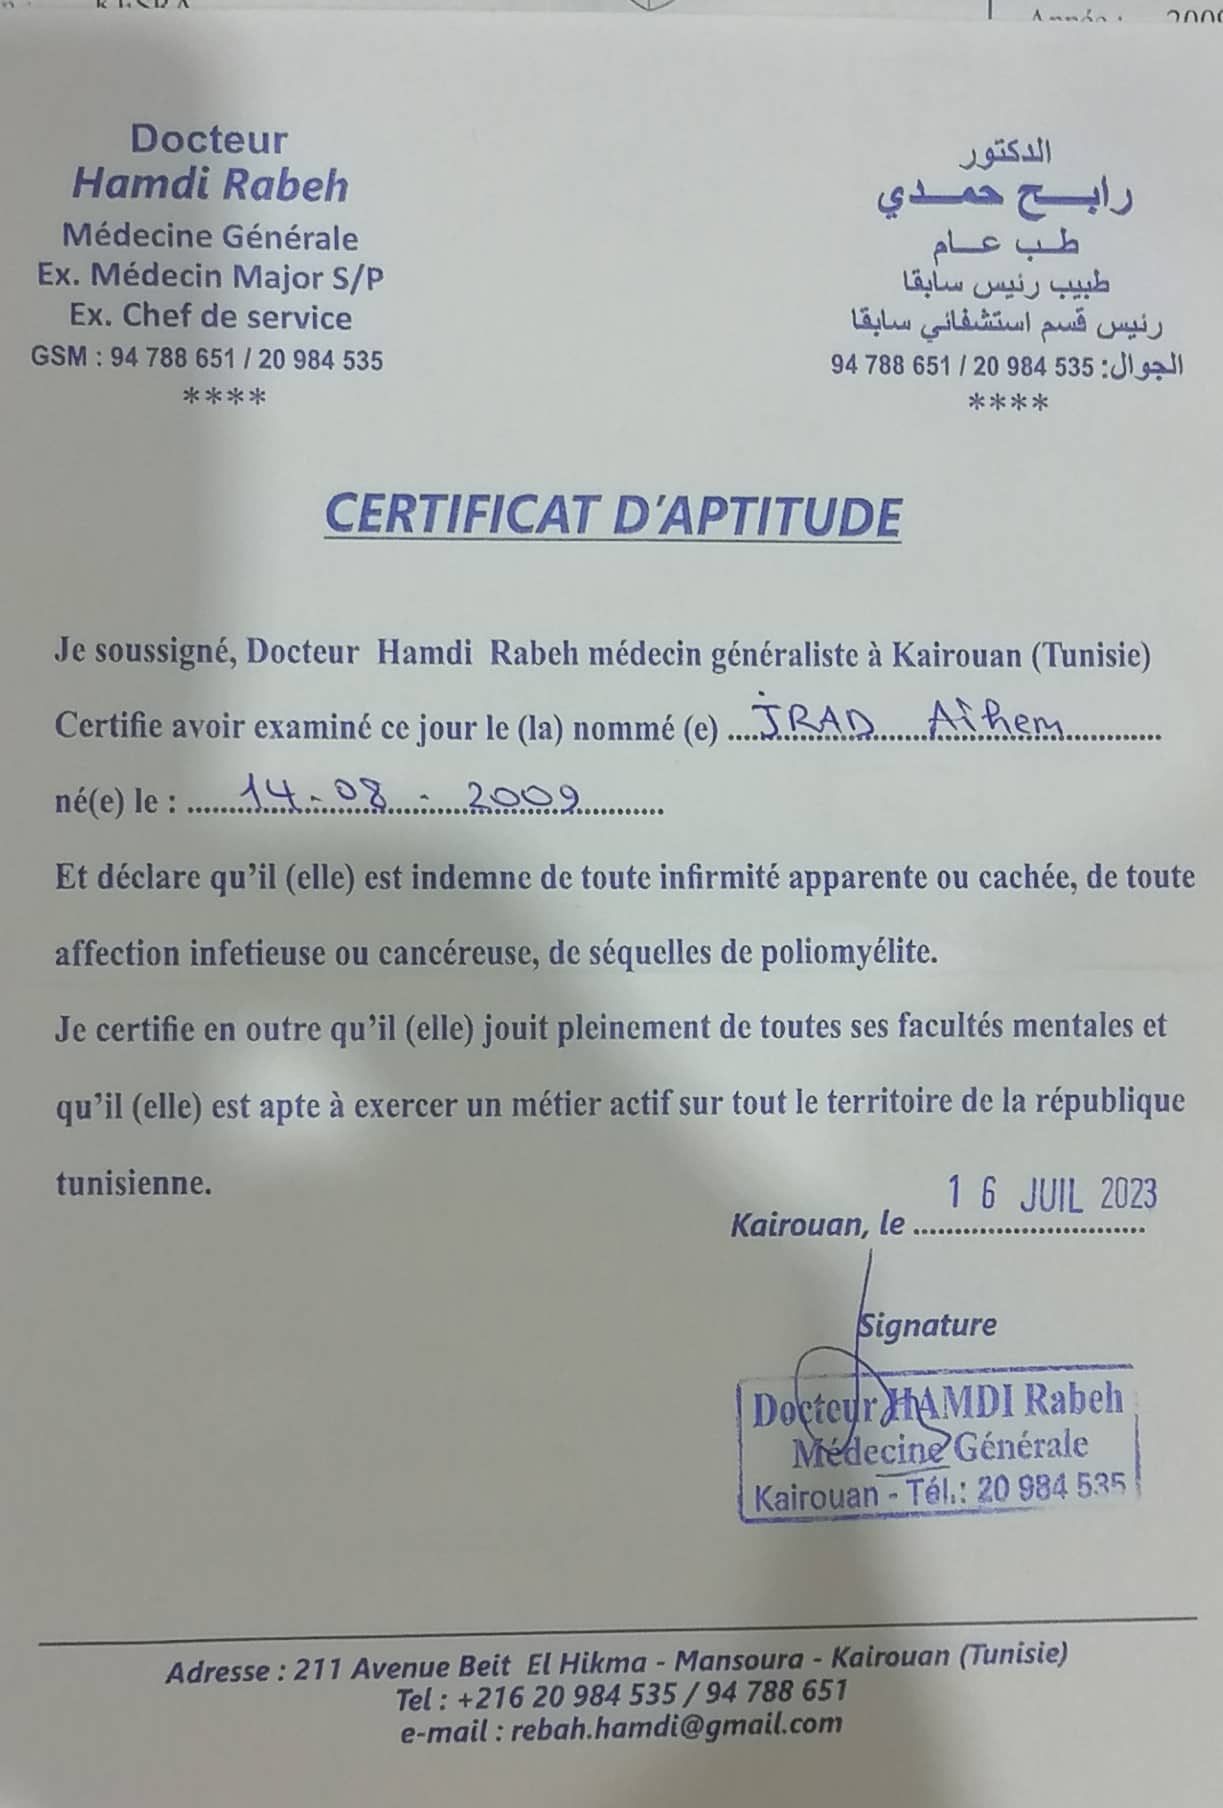 Docteur
Hamdi Rabeh
Médecine Générale
Ex. Médecin Major S/P
Ex. Chef de service
GSM : 94 788 651 / 20 984 535
****
الدكتور
رابح حمدي
طب عام
طبيب رئيس سابقا
رئيس قسم استشفائي سابقا
الجوال: 94 788 651 / 20 984 535
****
CERTIFICAT D'APTITUDE
Je soussigné, Docteur Hamdi Rabeh médecin généraliste à Kairouan (Tunisie)
Certifie avoir examiné ce jour le (la) nommé (e) ....JRAD......Aihem............
né(e) le : ......14-08 - 2009............
Et déclare qu'il (elle) est indemne de toute infirmité apparente ou cachée, de toute
affection infetieuse ou cancéreuse, de séquelles de poliomyélite.
Je certifie en outre qu'il (elle) jouit pleinement de toutes ses facultés mentales et
qu'il (elle) est apte à exercer un métier actif sur tout le territoire de la république
tunisienne.
Kairouan, le 16 JUIL 2023
Signature
Docteur HAMDI Rabeh
Médecine Générale
Kairouan - Tél.: 20 984 535
Adresse : 211 Avenue Beit El Hikma - Mansoura - Kairouan (Tunisie)
Tel : +216 20 984 535 / 94 788 651
e-mail : rebah.hamdi@gmail.com